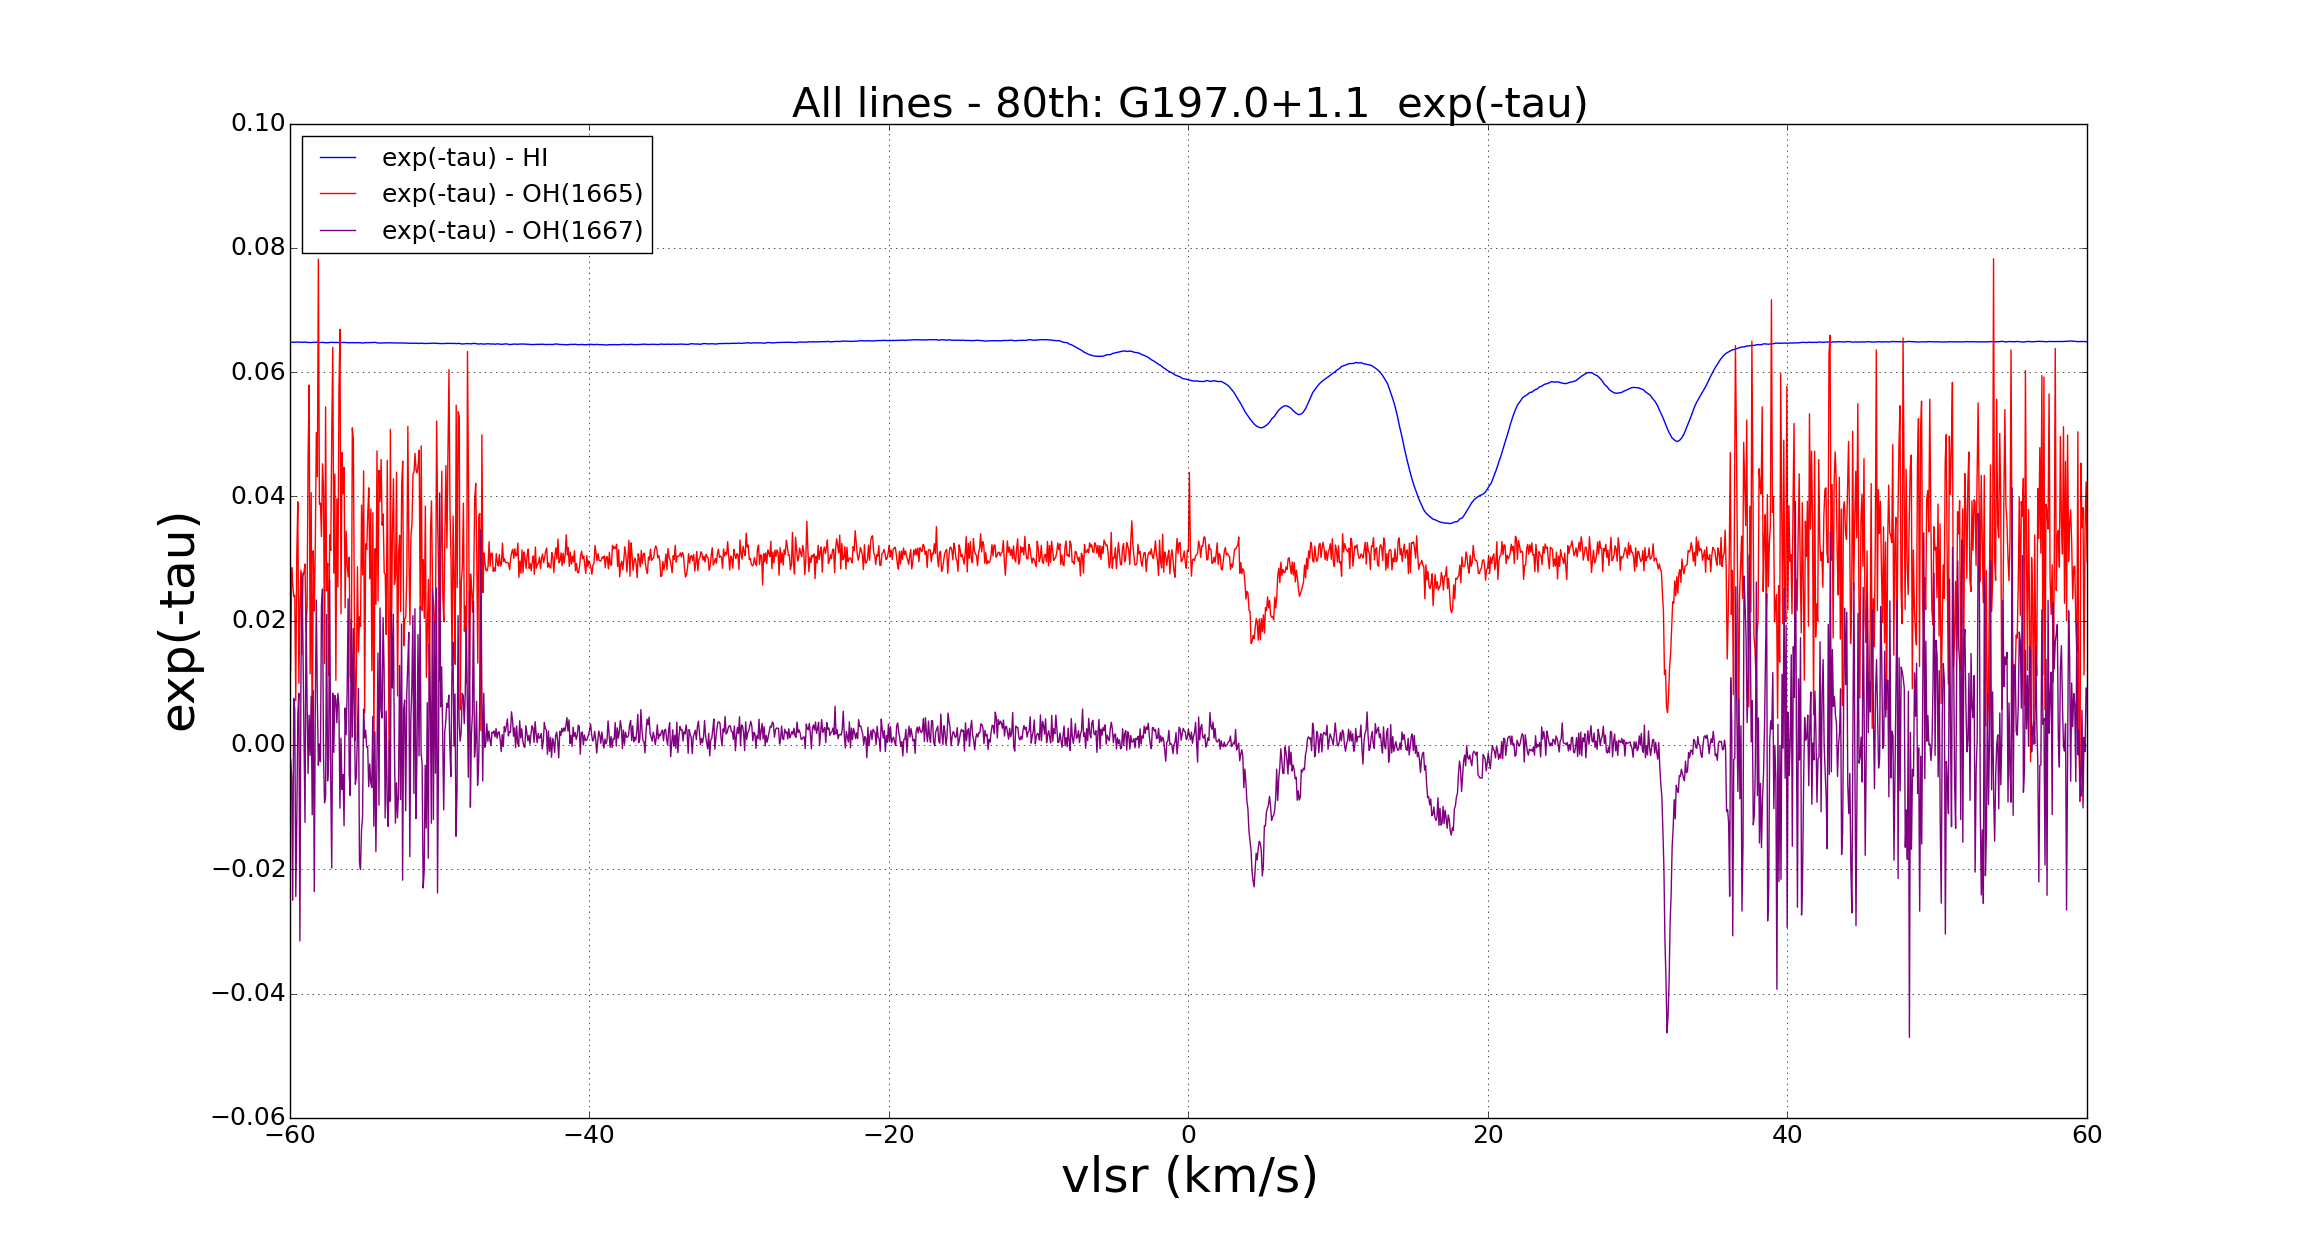 All lines - 80th: G197.0+1.1  exp(-tau)
exp(-tau) - HI
exp(-tau) - OH(1665)
exp(-tau) - OH(1667)
exp(-tau)
0.10
0.08
0.06
0.04
0.02
0.00
−0.02
−0.04
−0.06
−60
−40
−20
0
20
40
60
vlsr (km/s)